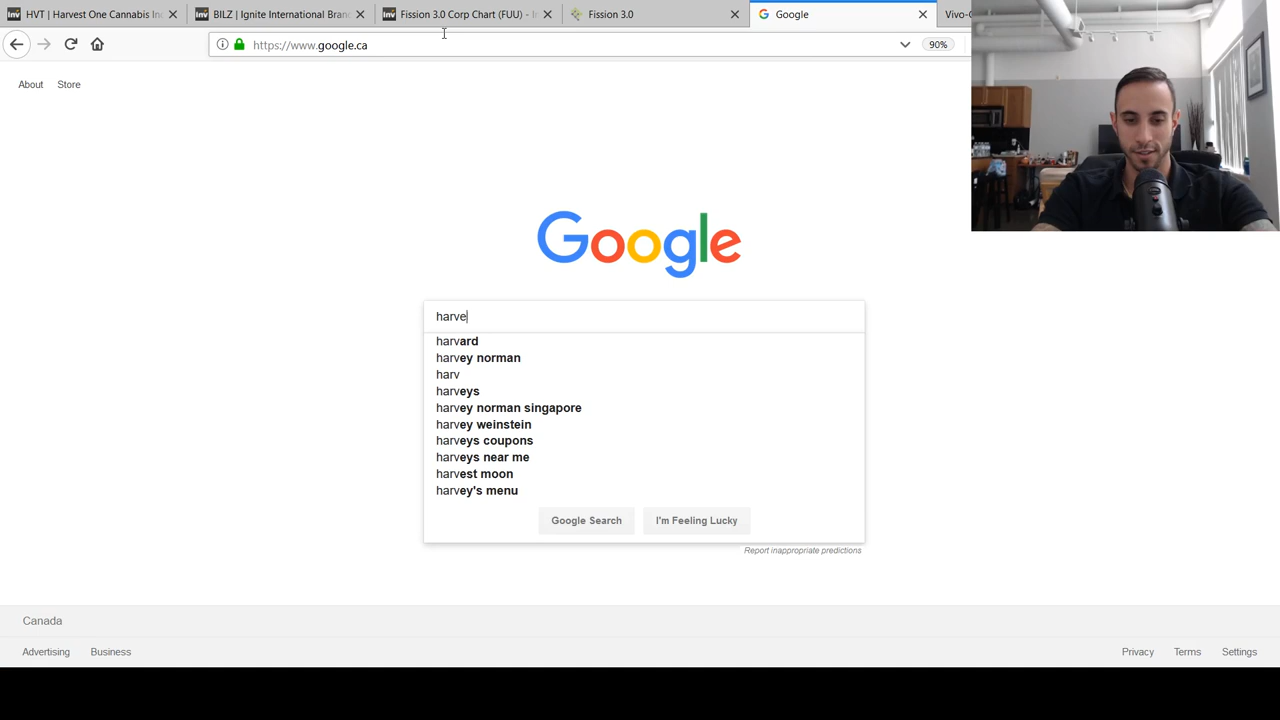 HVT | Harvest One Cannabis In
BILZ | Ignite International Bran
Fission 3.0 Corp Chart (FUU) - In
Fission 3.0
Google
Vivo-C
https://www.google.ca
90%
About
Store
Google
harve
harvard
harvey norman
harv
harveys
harvey norman singapore
harvey weinstein
harveys coupons
harveys near me
harvest moon
harvey's menu
Google Search
I'm Feeling Lucky
Report inappropriate predictions
Canada
Advertising
Business
Privacy
Terms
Settings